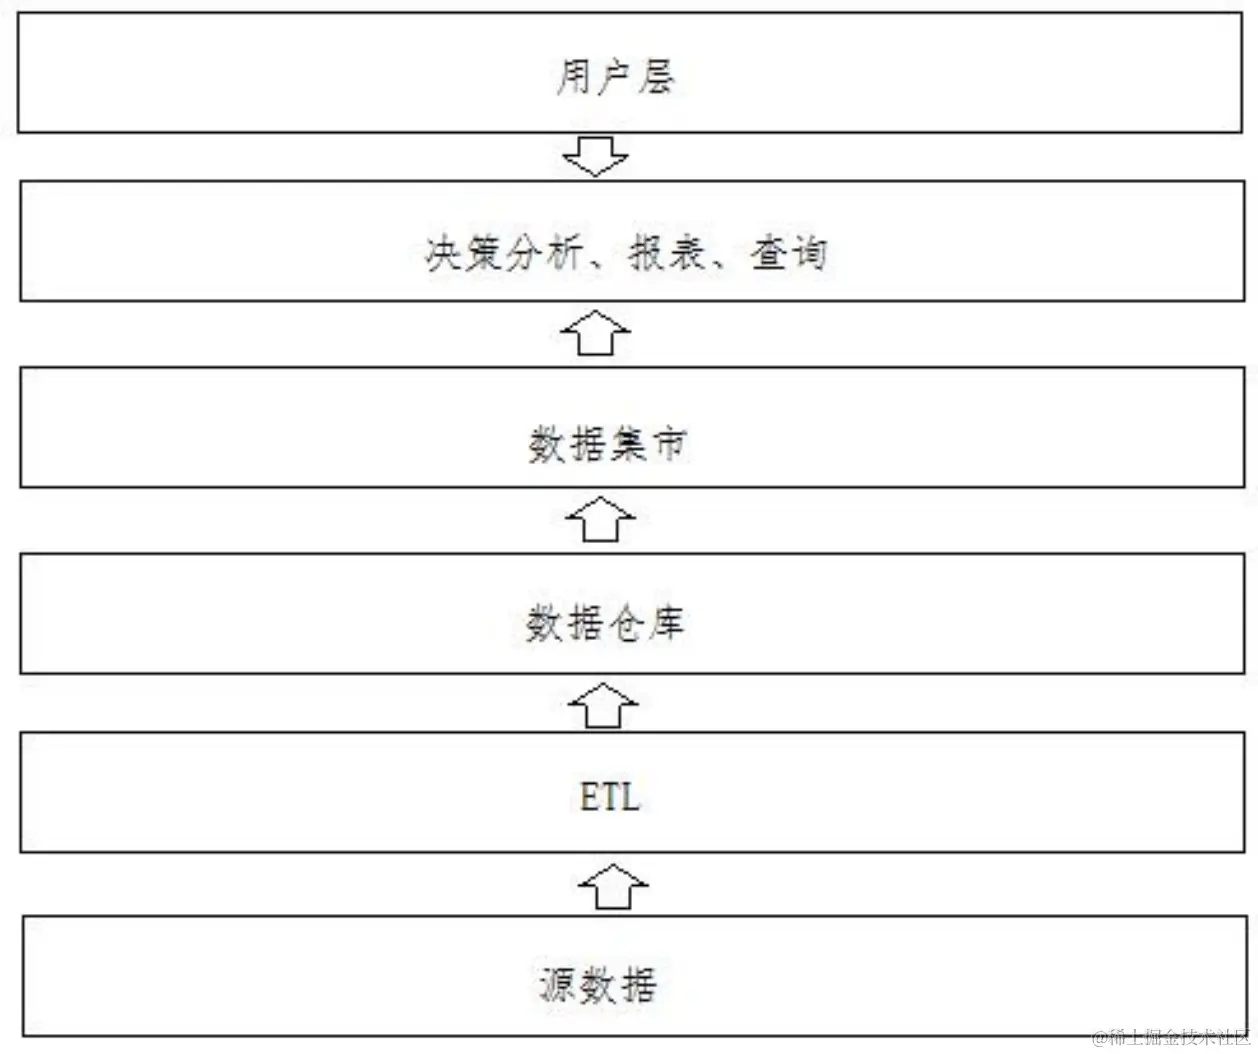 用户层
决策分析、报表、查询
数据集市
数据仓库
ETL
源数据
@稀土掘金技术社区